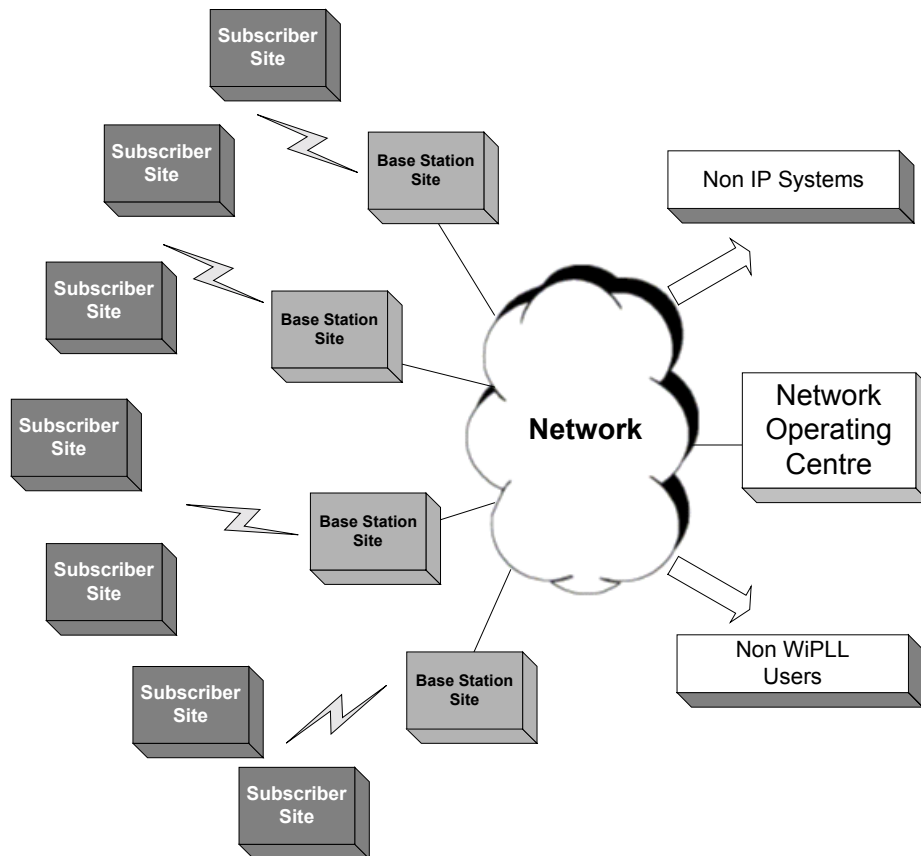 Subscriber
Site
Subscriber
Site
Base Station
Site
Non IP Systems
Subscriber
Site
Base Station
Site
Network
Operating
Centre
Subscriber
Site
Network
Base Station
Site
Subscriber
Site
Non WiPLL
Users
Base Station
Site
Subscriber
Site
Subscriber
Site